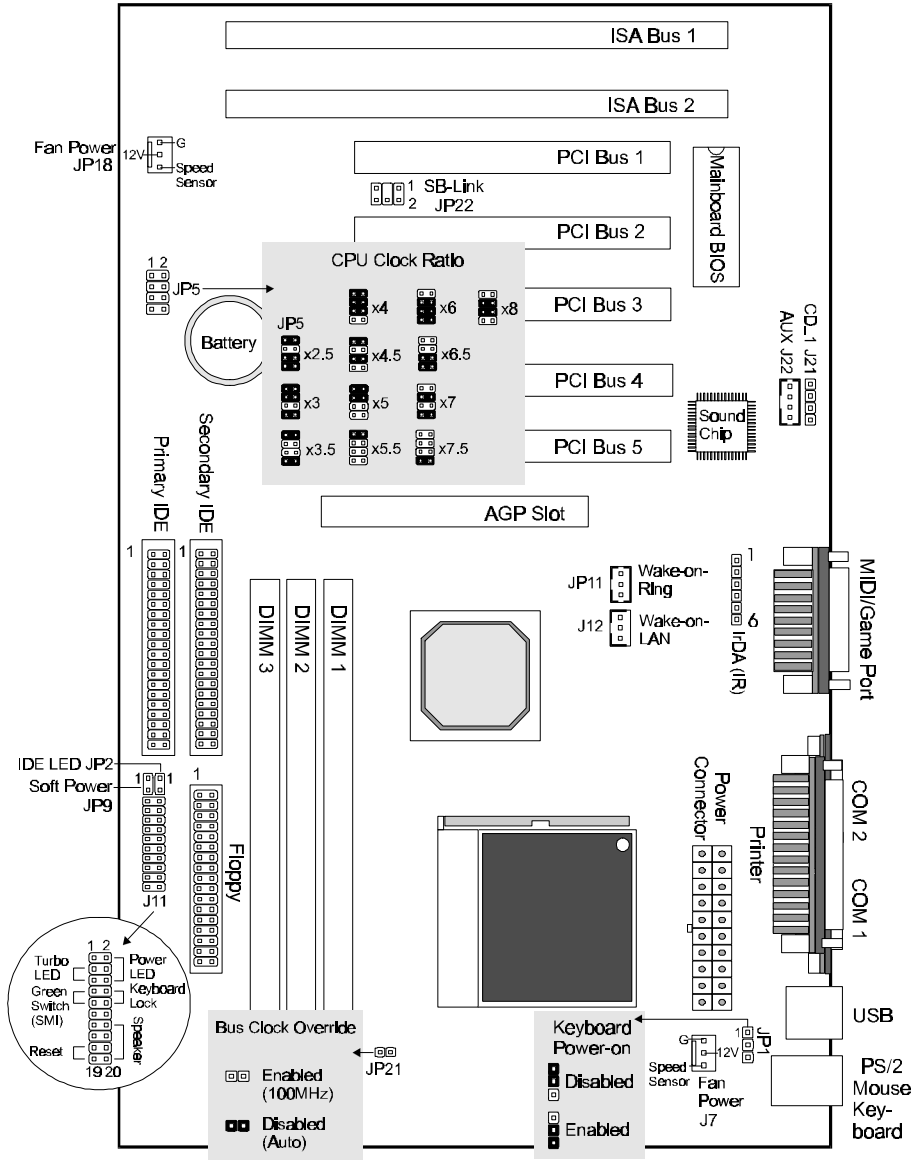 ISA Bus 1
ISA Bus 2
Fan Power
JP18
12V
G
Speed
Sensor
PCI Bus 1
1
2
SB-Link
JP22
PCI Bus 2
Mainboard BIOS
CPU Clock Ratio
1 2
JP5
PCI Bus 3
x4
x6
x8
JP5
x2.5
x4.5
x6.5
x3
x5
x7
x3.5
x5.5
x7.5
Battery
PCI Bus 4
PCI Bus 5
CD_1 J21
AUX J22
Sound
Chip
AGP Slot
Primary IDE
Secondary IDE
1
1
DIMM 3
DIMM 2
DIMM 1
JP11
Wake-on-
Ring
J12
Wake-on-
LAN
1
6
IrDA (IR)
MIDI/Game Port
IDE LED JP2
Soft Power
JP9
1
1
1
Floppy
J11
Power
Connector
Printer
COM 2
COM 1
1 2
Turbo
LED
Power
LED
Green
Switch
(SMI)
Keyboard
Lock
Speaker
Reset
19 20
Bus Clock Override
Enabled
(100MHz)
Disabled
(Auto)
JP21
Keyboard
Power-on
Disabled
Enabled
G
12V
Speed
Sensor
Fan
Power
J7
1
JP1
USB
PS/2
Mouse
Key-
board